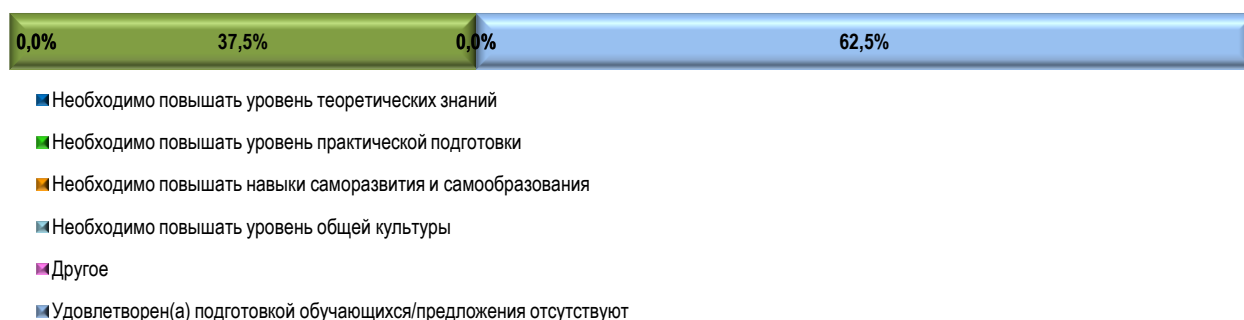 0,0% 37,5% 0,0% 62,5%
Необходимо повышать уровень теоретических знаний
Необходимо повышать уровень практической подготовки
Необходимо повышать навыки саморазвития и самообразования
Необходимо повышать уровень общей культуры
Другое
Удовлетворен(а) подготовкой обучающихся/предложения отсутствуют